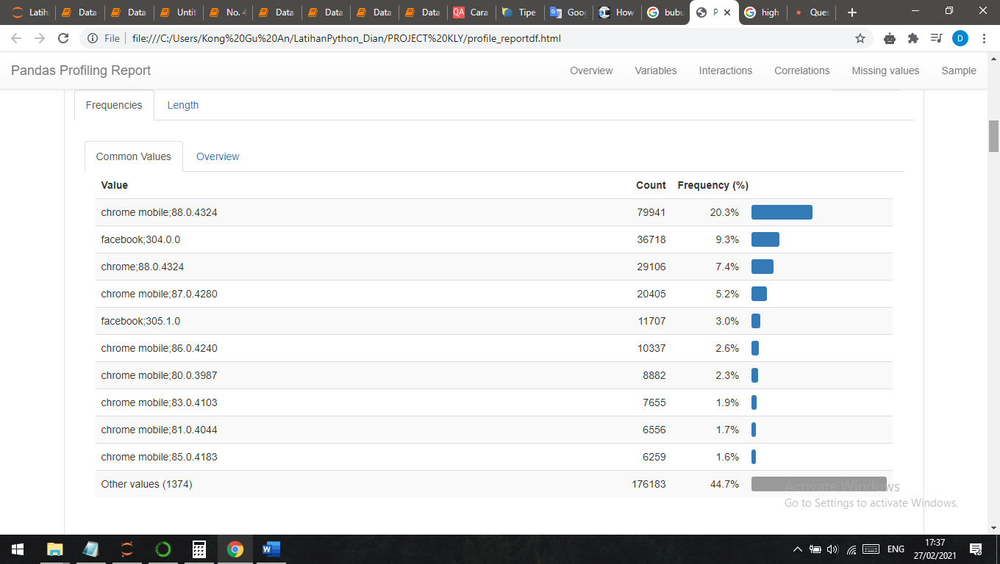 Latiha Data Data Untit No. 4 Data Data Data Data QA Cara Tipe Goog How bubu P high Ques
File file:///C:/Users/Kong%20Gu%20An/LatihanPython_Dian/PROJECT%20KLY/profile_reportdf.html D
Pandas Profiling Report Overview Variables Interactions Correlations Missing values Sample
Frequencies Length
Common Values Overview
Value Count Frequency (%)
chrome mobile;88.0.4324 79941 20.3%
facebook;304.0.0 36718 9.3%
chrome;88.0.4324 29106 7.4%
chrome mobile;87.0.4280 20405 5.2%
facebook;305.1.0 11707 3.0%
chrome mobile;86.0.4240 10337 2.6%
chrome mobile;80.0.3987 8882 2.3%
chrome mobile;83.0.4103 7655 1.9%
chrome mobile;81.0.4044 6556 1.7%
chrome mobile;85.0.4183 6259 1.6%
Other values (1374) 176183 44.7%
Activate Windows
Go to Settings to activate Windows.
ENG 17:37
27/02/2021